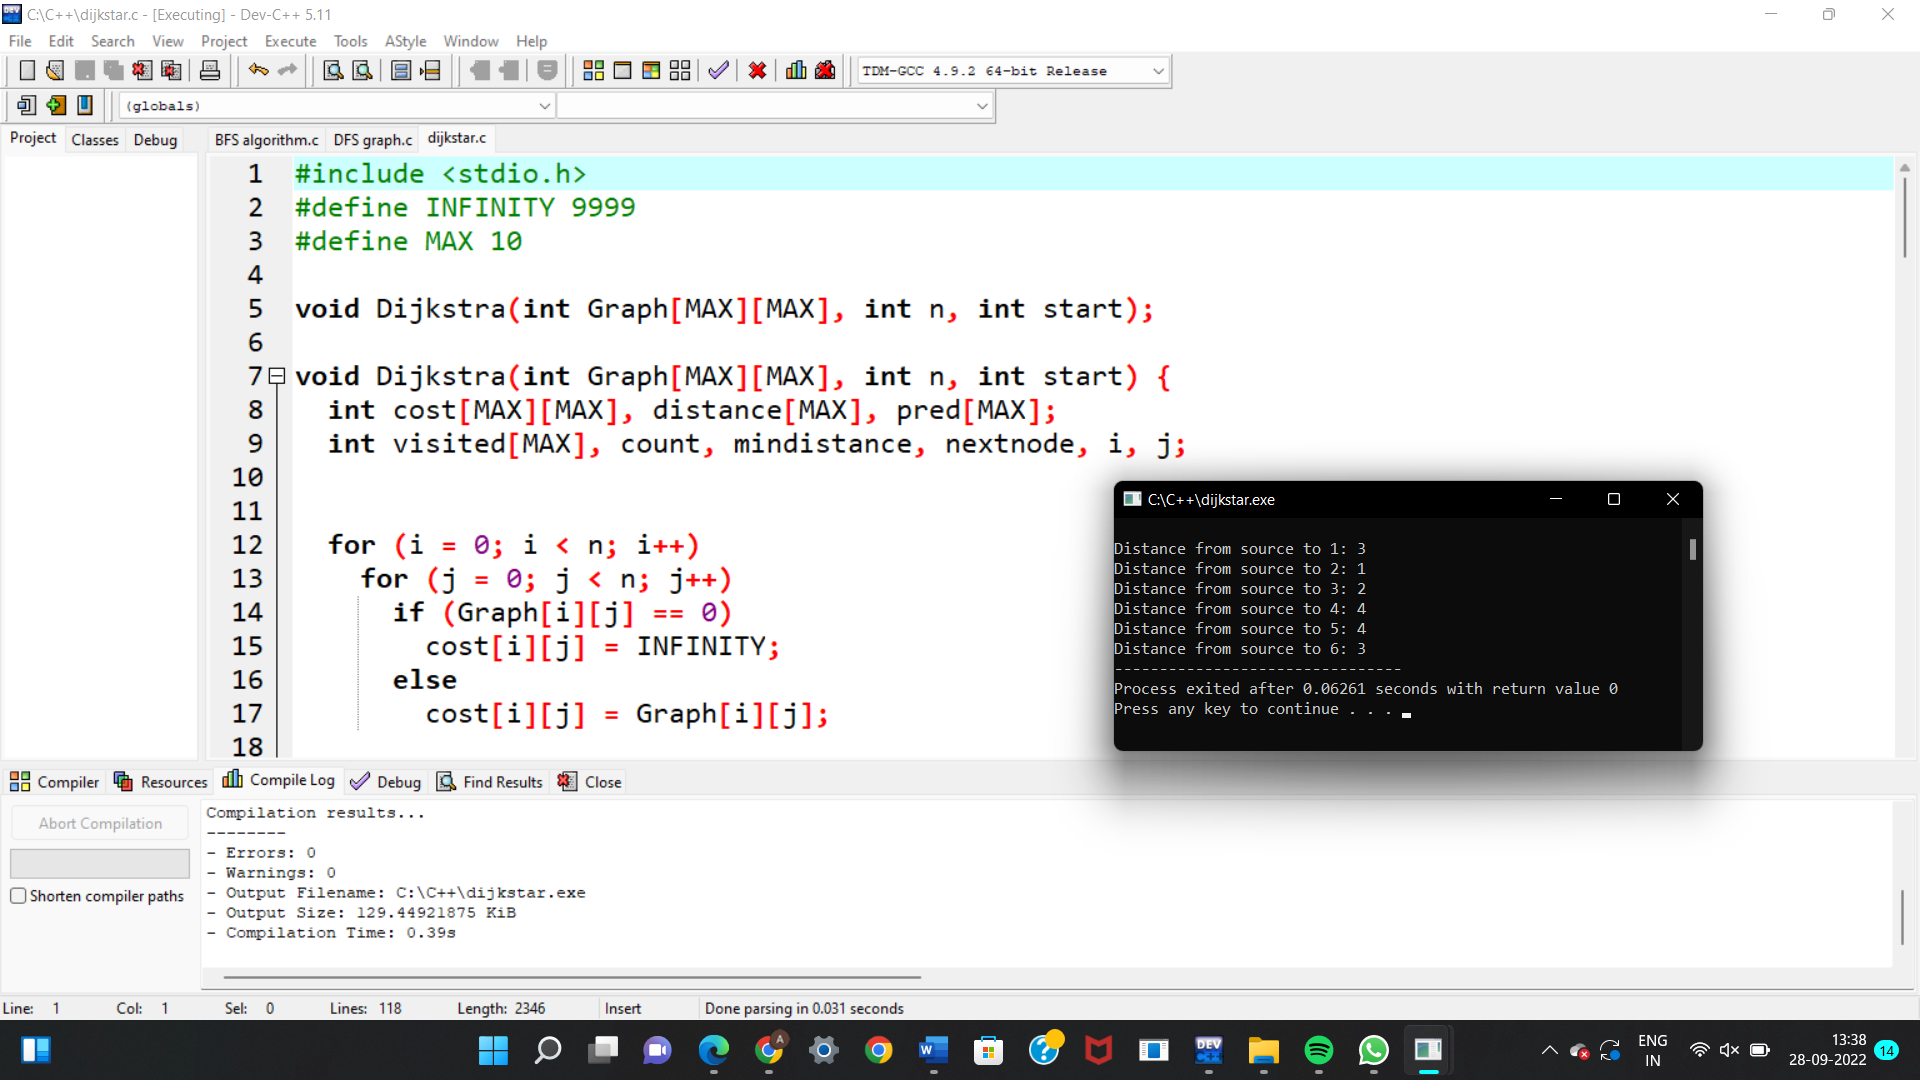 C:\C++\dijkstar.c - [Executing] - Dev-C++ 5.11
File Edit Search View Project Execute Tools AStyle Window Help
TDM-GCC 4.9.2 64-bit Release
(globals)
Project Classes Debug
BFS algorithm.c DFS graph.c dijkstar.c
1 #include <stdio.h>
2 #define INFINITY 9999
3 #define MAX 10
4
5 void Dijkstra(int Graph[MAX][MAX], int n, int start);
6
7 void Dijkstra(int Graph[MAX][MAX], int n, int start) {
8 int cost[MAX][MAX], distance[MAX], pred[MAX];
9 int visited[MAX], count, mindistance, nextnode, i, j;
10
11
12 for (i = 0; i < n; i++)
13 for (j = 0; j < n; j++)
14 if (Graph[i][j] == 0)
15 cost[i][j] = INFINITY;
16 else
17 cost[i][j] = Graph[i][j];
18
C:\C++\dijkstar.exe
Distance from source to 1: 3
Distance from source to 2: 1
Distance from source to 3: 2
Distance from source to 4: 4
Distance from source to 5: 4
Distance from source to 6: 3
--------------------------------
Process exited after 0.06261 seconds with return value 0
Press any key to continue . . .
Compiler Resources Compile Log Debug Find Results Close
Abort Compilation
Shorten compiler paths
Compilation results...
--------
- Errors: 0
- Warnings: 0
- Output Filename: C:\C++\dijkstar.exe
- Output Size: 129.44921875 KiB
- Compilation Time: 0.39s
Line: 1 Col: 1 Sel: 0 Lines: 118 Length: 2346 Insert Done parsing in 0.031 seconds
DEV
A
W
ENG
IN
13:38
28-09-2022
14